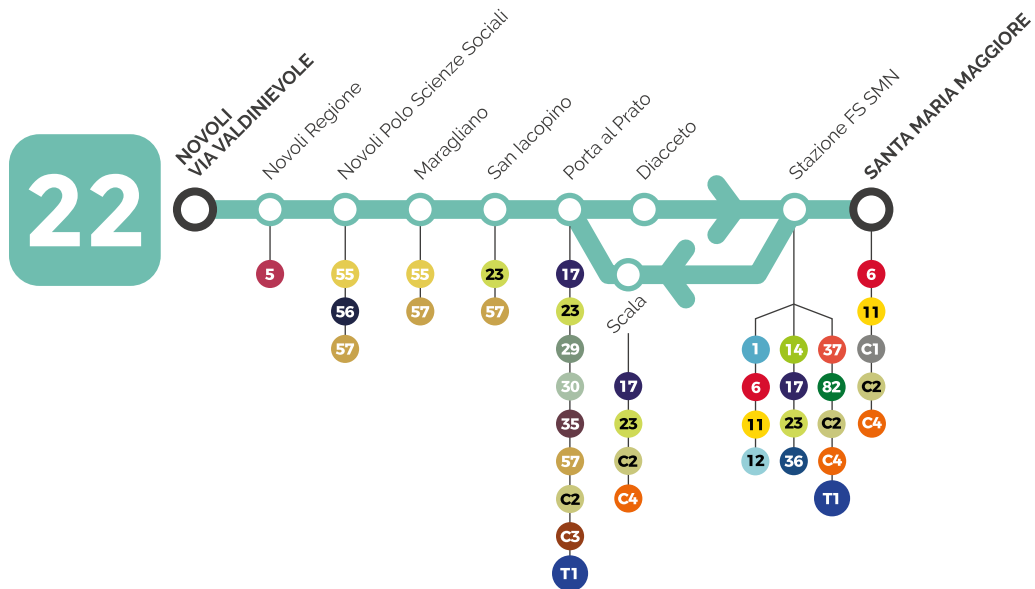 22
NOVOLI
VIA VALDINIEVOLE
Novoli Regione
5
Novoli Polo Scienze Sociali
55
56
57
Maragliano
55
57
San Iacopino
23
57
Porta al Prato
17
23
29
30
35
57
C2
C3
T1
Diacceto
Scala
17
23
C2
C4
Stazione FS SMN
1
6
11
12
14
17
23
36
37
82
C2
C4
T1
SANTA MARIA MAGGIORE
6
11
C1
C2
C4